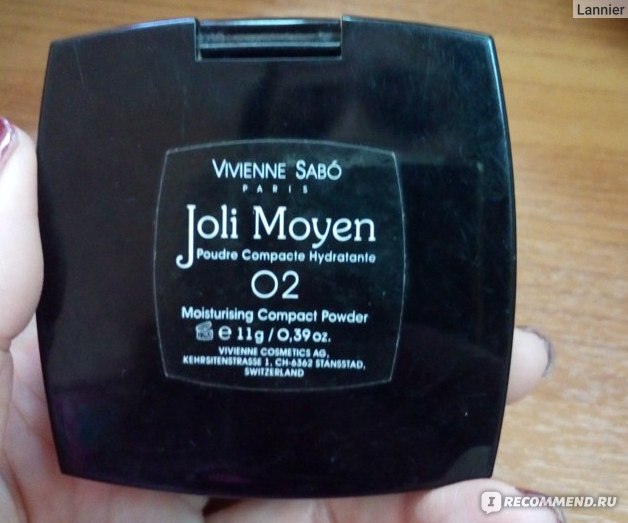 Lannier
VIVIENNE SABÓ
PARIS
Joli Moyen
Poudre Compacte Hydratante
02
Moisturising Compact Powder
e 11g/0,39oz.
VIVIENNE COSMETICS AG,
KEHRSITENSTRASSE 1, CH-6362 STANSSTAD,
SWITZERLAND
IRECOMMEND.RU